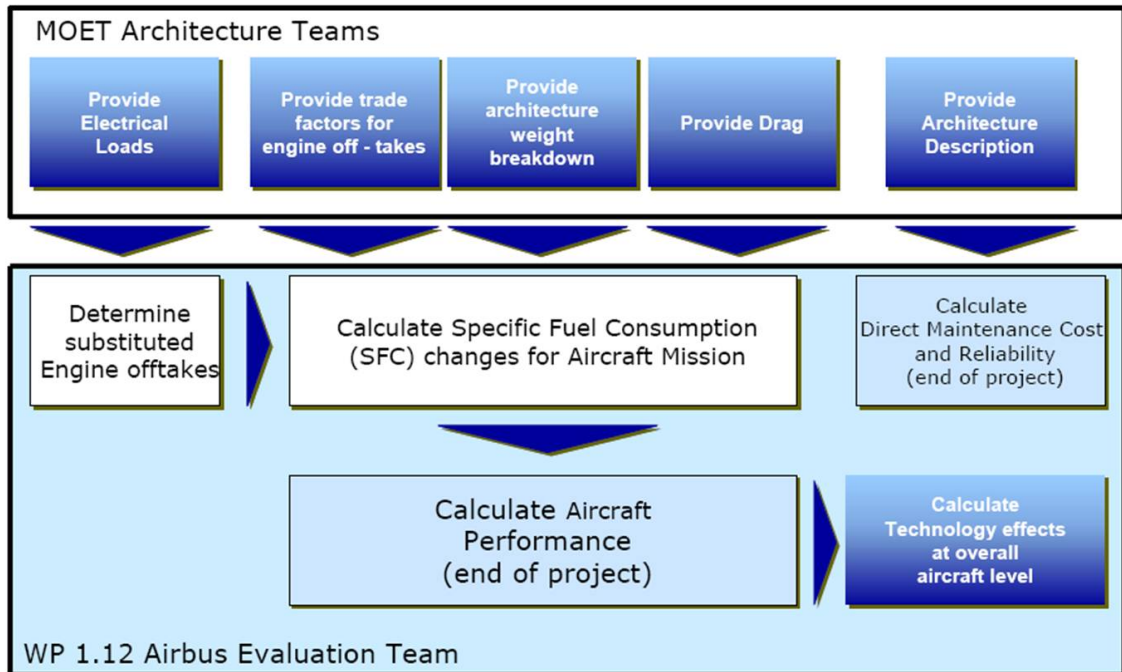 MOET Architecture Teams
Provide
Electrical
Loads
Provide trade
factors for
engine off - takes
Provide
architecture
weight
breakdown
Provide Drag
Provide
Architecture
Description
Determine
substituted
Engine offtakes
Calculate Specific Fuel Consumption
(SFC) changes for Aircraft Mission
Calculate
Direct Maintenance Cost
and Reliability
(end of project)
Calculate Aircraft
Performance
(end of project)
Calculate
Technology effects
at overall
aircraft level
WP 1.12 Airbus Evaluation Team